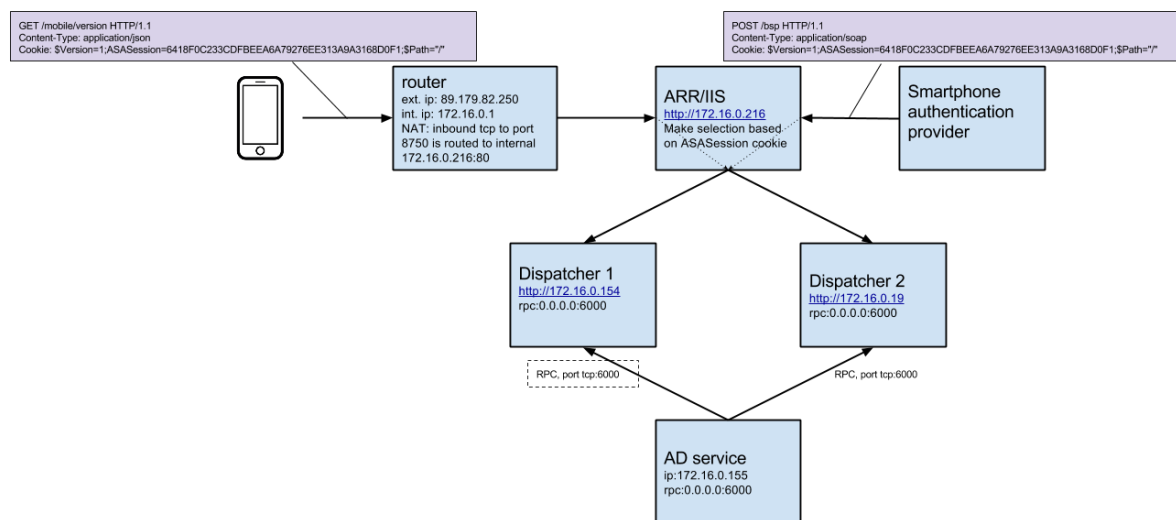 GET /mobile/version HTTP/1.1
Content-Type: application/json
Cookie: $Version=1;ASASession=6418F0C233CDFBEEA6A79276EE313A9A3168D0F1;$Path="/"
POST /bsp HTTP/1.1
Content-Type: application/soap
Cookie: $Version=1;ASASession=6418F0C233CDFBEEA6A79276EE313A9A3168D0F1;$Path="/"
router
ext. ip: 89.179.82.250
int. ip: 172.16.0.1
NAT: inbound tcp to port
8750 is routed to internal
172.16.0.216:80
ARR/IIS
http://172.16.0.216
Make selection based
on ASASession cookie
Smartphone
authentication
provider
Dispatcher 1
http://172.16.0.154
rpc:0.0.0.0:6000
Dispatcher 2
http://172.16.0.19
rpc:0.0.0.0:6000
RPC, port tcp:6000
RPC, port tcp:6000
AD service
ip:172.16.0.155
rpc:0.0.0.0:6000